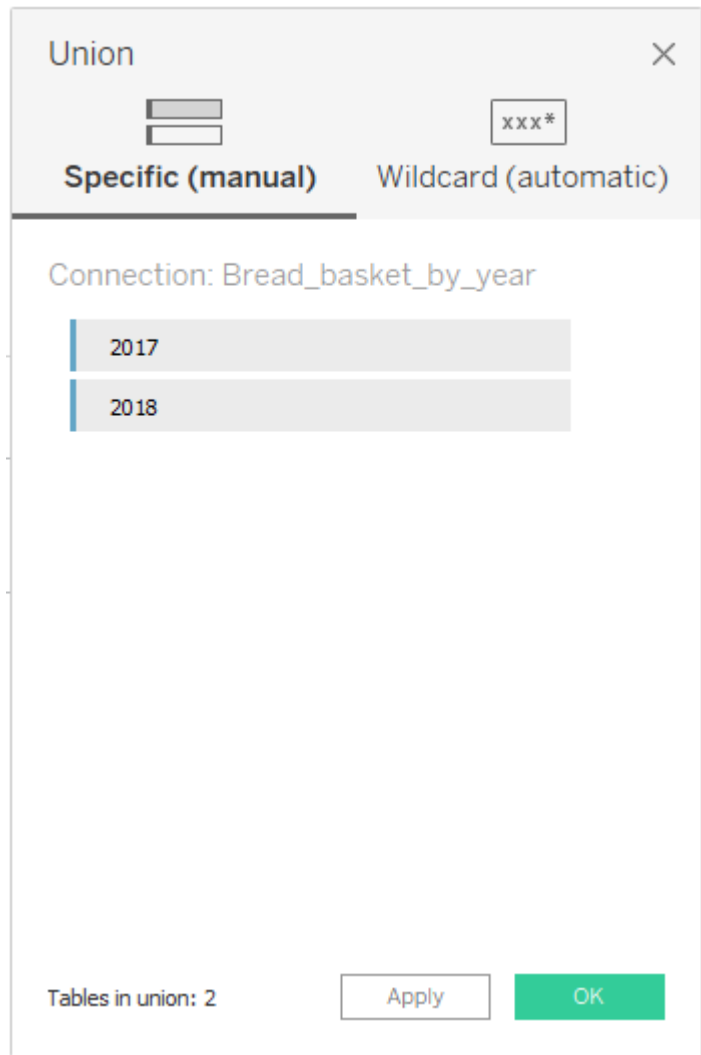 Union
xxx*
Specific (manual)
Wildcard (automatic)
Connection: Bread_basket_by_year
2017
2018
Tables in union: 2
Apply
OK